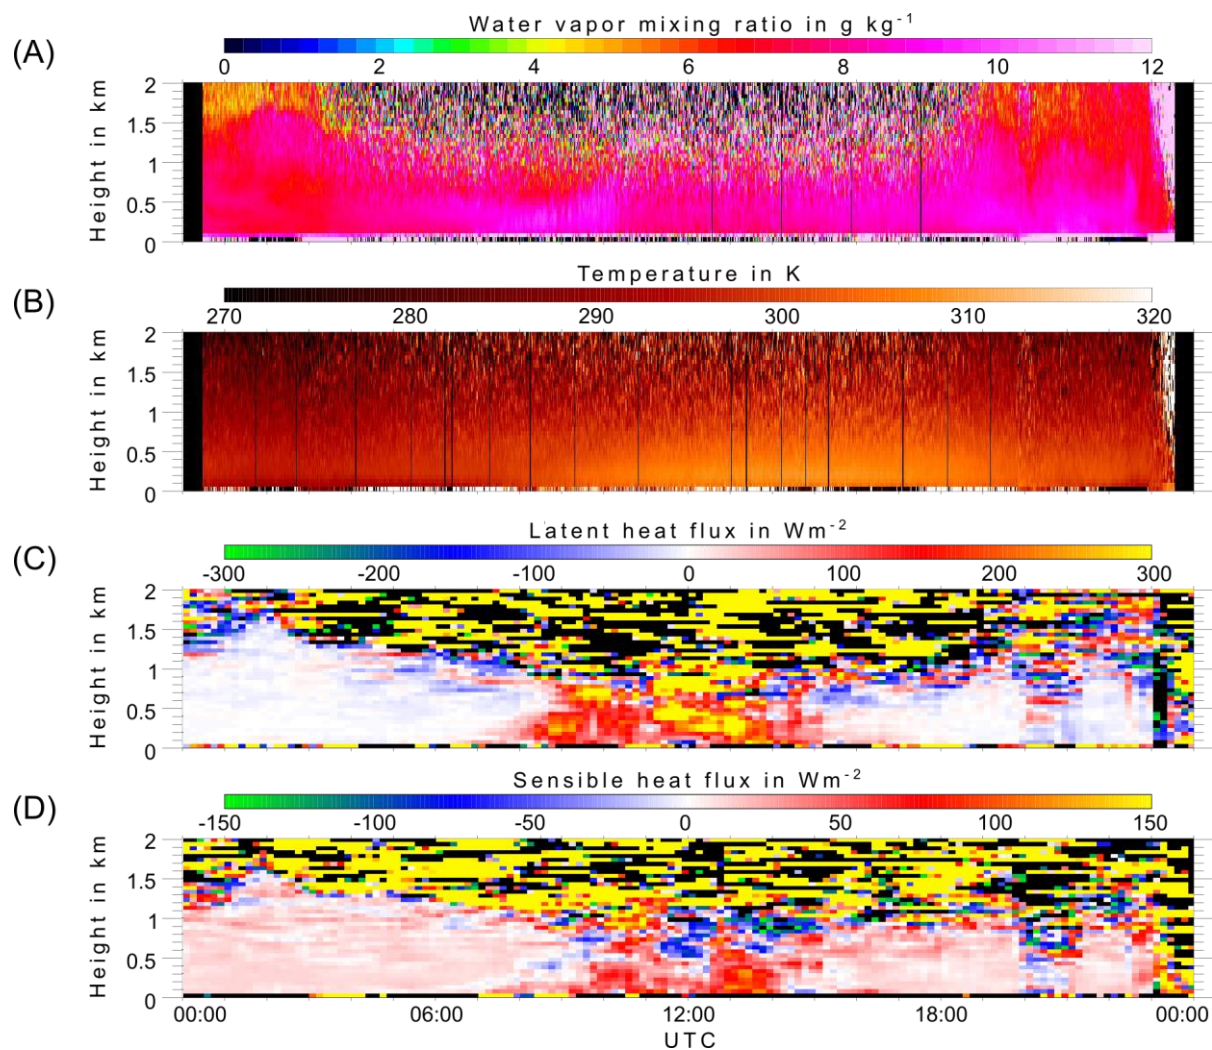 (A)
Water vapor mixing ratio in g kg-1
0 2 4 6 8 10 12
Height in km
2
1.5
1
0.5
0
(B)
Temperature in K
270 280 290 300 310 320
Height in km
2
1.5
1
0.5
0
(C)
Latent heat flux in Wm-2
-300 -200 -100 0 100 200 300
Height in km
2
1.5
1
0.5
0
(D)
Sensible heat flux in Wm-2
-150 -100 -50 0 50 100 150
Height in km
2
1.5
1
0.5
0
00:00 06:00 12:00 18:00 00:00
UTC